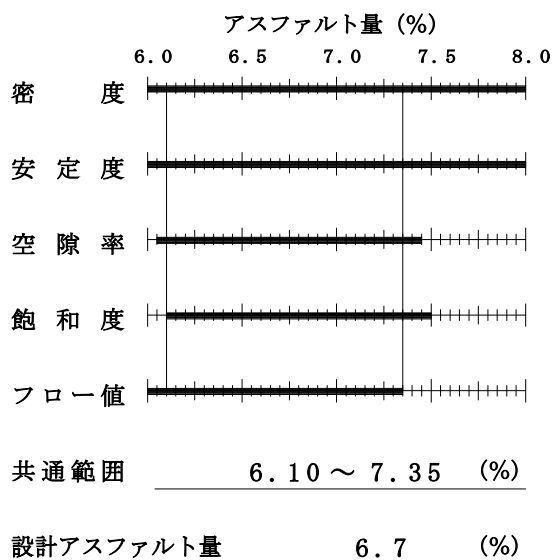 アスファルト量 (%)
6.0 6.5 7.0 7.5 8.0
密度
安定度
空隙率
飽和度
フロー値
共通範囲 6.10～7.35 (%)
設計アスファルト量 6.7 (%)